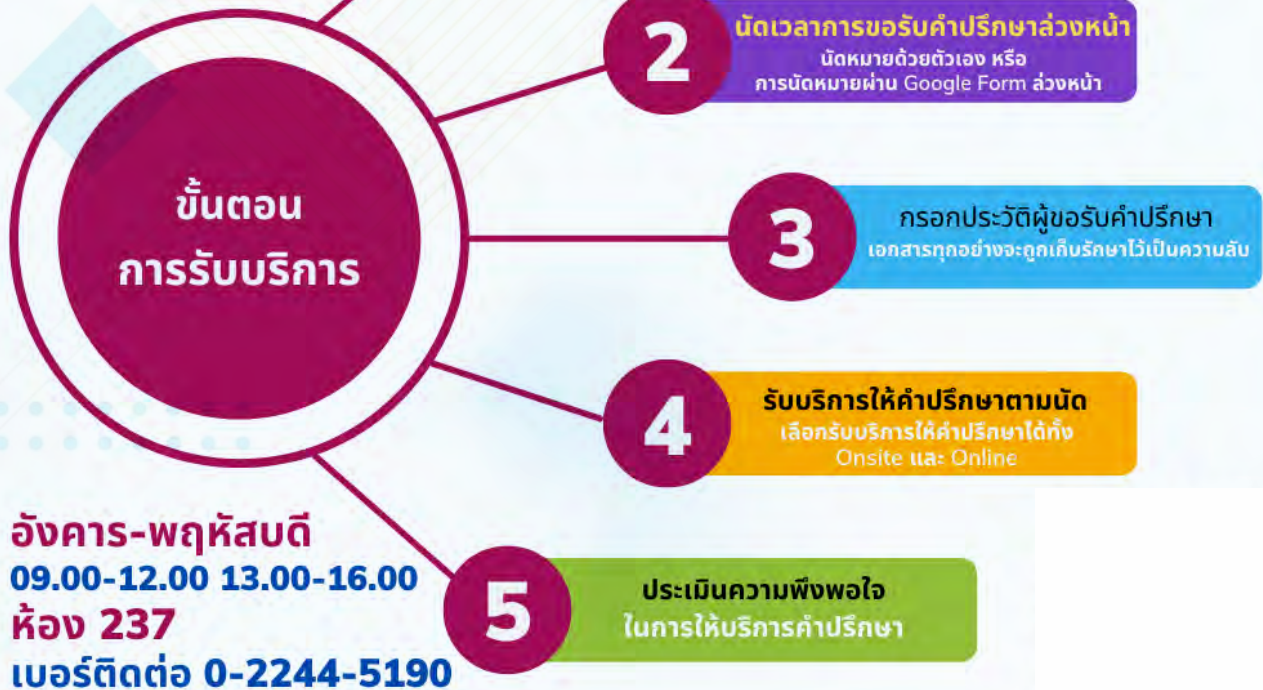 ขั้นตอน
การรับบริการ
2
นัดเวลาการขอรับคำปรึกษาล่วงหน้า
นัดหมายด้วยตัวเอง หรือ
การนัดหมายผ่าน Google Form ล่วงหน้า
3
กรอกประวัติผู้ขอรับคำปรึกษา
เอกสารทุกอย่างจะถูกเก็บรักษาไว้เป็นความลับ
4
รับบริการให้คำปรึกษาตามนัด
เลือกรับบริการให้คำปรึกษาได้ทั้ง
Onsite และ Online
5
ประเมินความพึงพอใจ
ในการให้บริการคำปรึกษา
อังคาร-พฤหัสบดี
09.00-12.00 13.00-16.00
ห้อง 237
เบอร์ติดต่อ 0-2244-5190